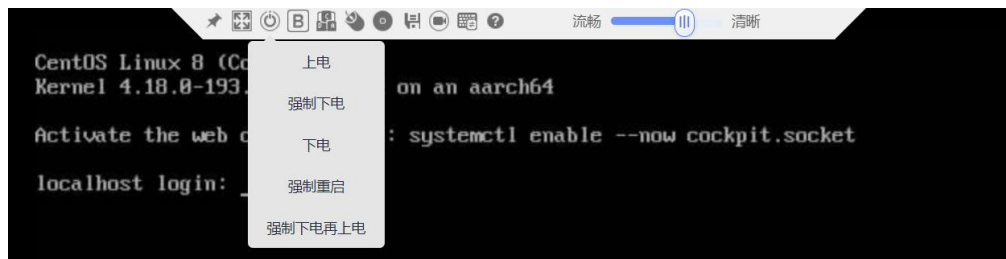 B
流畅 清晰
CentOS Linux 8 (Co
Kernel 4.18.0-193. on an aarch64
Activate the web c : systemctl enable --now cockpit.socket
localhost login: _
上电
强制下电
下电
强制重启
强制下电再上电